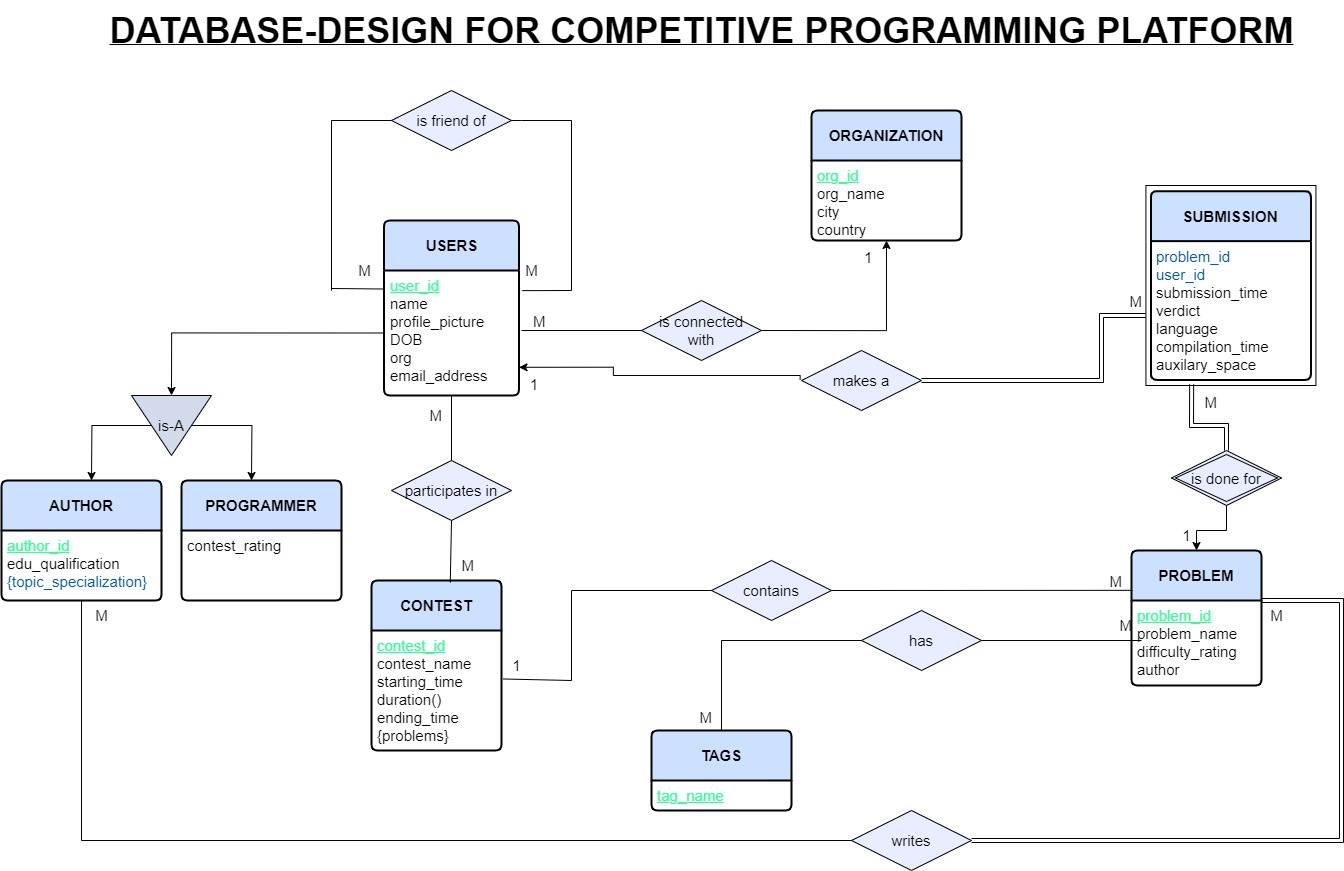 DATABASE-DESIGN FOR COMPETITIVE PROGRAMMING PLATFORM
is friend of
M
M
USERS
user_id
name
profile_picture
DOB
org
email_address
ORGANIZATION
org_id
org_name
city
country
1
M
is connected
with
SUBMISSION
problem_id
user_id
submission_time
verdict
language
compilation_time
auxilary_space
M
makes a
1
M
is done for
1
is-A
AUTHOR
author_id
edu_qualification
{topic_specialization}
M
PROGRAMMER
contest_rating
M
participates in
M
CONTEST
contest_id
contest_name
starting_time
duration()
ending_time
{problems}
1
contains
M
PROBLEM
problem_id
problem_name
difficulty_rating
author
M
M
has
M
TAGS
tag_name
writes